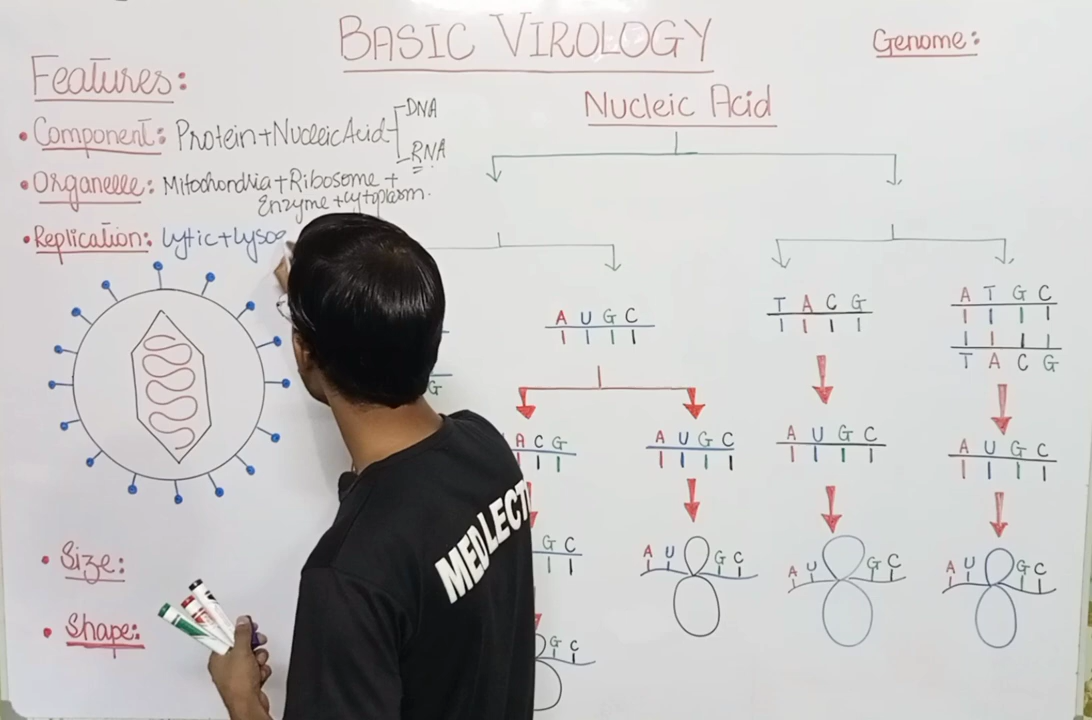 BASIC VIROLOGY
Genome:
Features:
Nucleic Acid
• Component: Protein+Nucleic Acid
DNA
RNA
• Organelle: Mitochondria+Ribosome+
Enzyme+cytoplasm.
• Replication: Lytic+Lyso
A U G C
T A C G
A T G C
T A C G
G
A C G
A U G C
A U G C
A U G C
G C
A U G C
A U G C
A U G C
G C
• Size:
• Shape:
MEDLECT